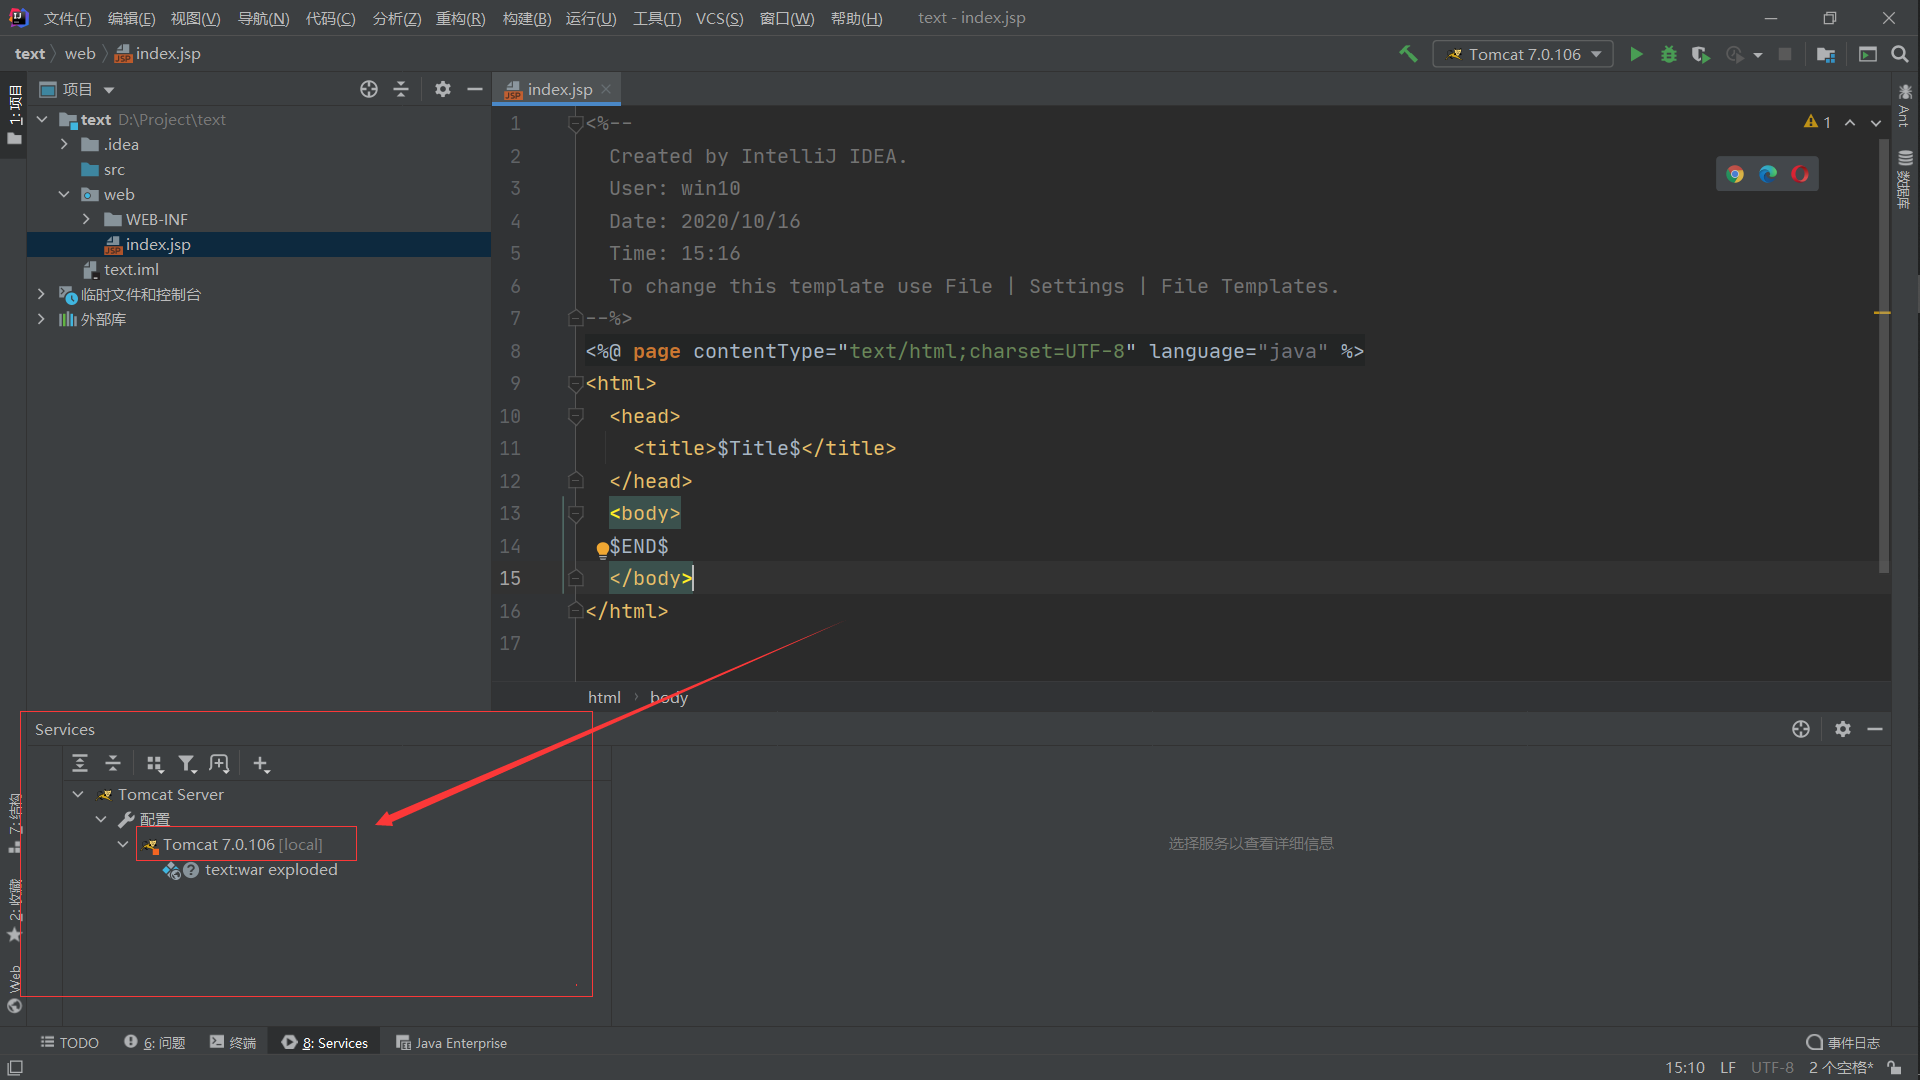 文件(F) 编辑(E) 视图(V) 导航(N) 代码(C) 分析(Z) 重构(R) 构建(B) 运行(U) 工具(T) VCS(S) 窗口(W) 帮助(H) text - index.jsp
text web index.jsp
Tomcat 7.0.106
1: 项目
项目
text D:\Project\text
.idea
src
web
WEB-INF
index.jsp
text.iml
临时文件和控制台
外部库
index.jsp
1
1 <%--
2 Created by IntelliJ IDEA.
3 User: win10
4 Date: 2020/10/16
5 Time: 15:16
6 To change this template use File | Settings | File Templates.
7 --%>
8 <%@ page contentType="text/html;charset=UTF-8" language="java" %>
9 <html>
10 <head>
11 <title>$Title$</title>
12 </head>
13 <body>
14 $END$
15 </body>
16 </html>
17
html › body
Ant
数据库
Services
Tomcat Server
配置
Tomcat 7.0.106 [local]
text:war exploded
选择服务以查看详细信息
7: 结构
2: 收藏
Web
TODO 6: 问题 终端 8: Services Java Enterprise 事件日志
15:10 LF UTF-8 2 个空格*